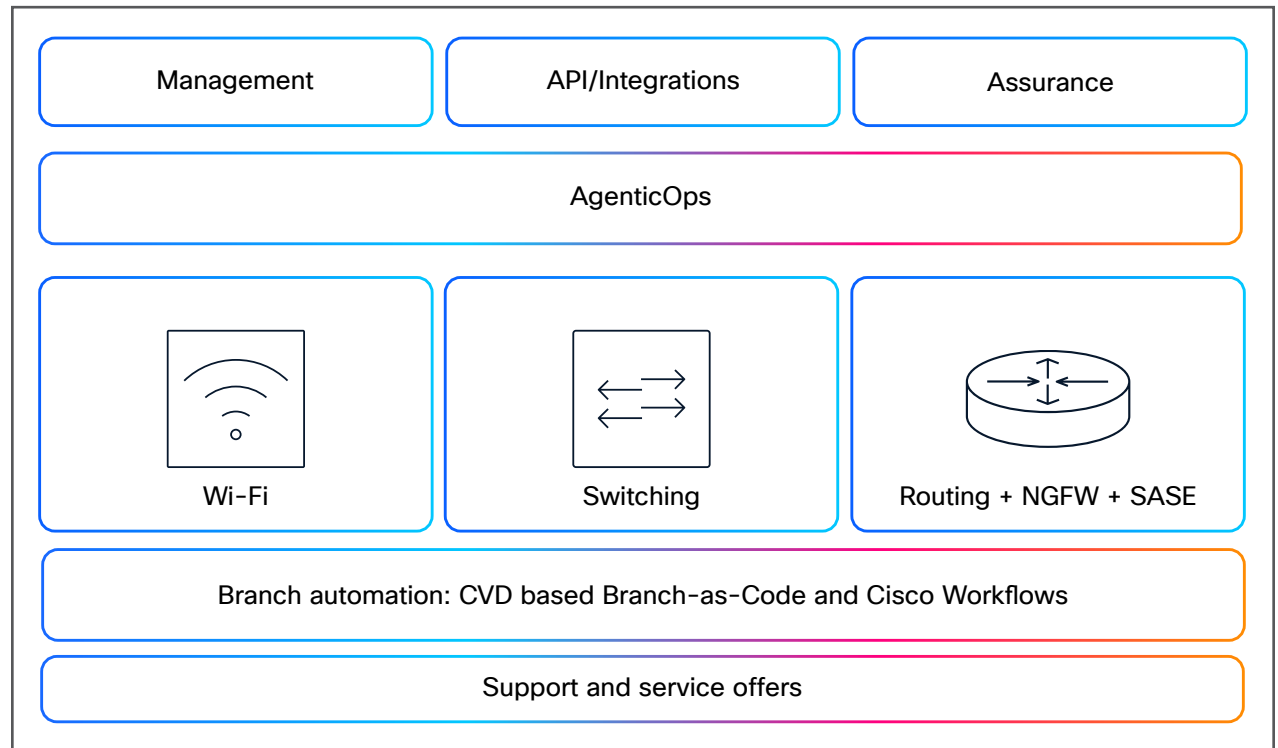 Management
API/Integrations
Assurance
AgenticOps
Wi-Fi
Switching
Routing + NGFW + SASE
Branch automation: CVD based Branch-as-Code and Cisco Workflows
Support and service offers